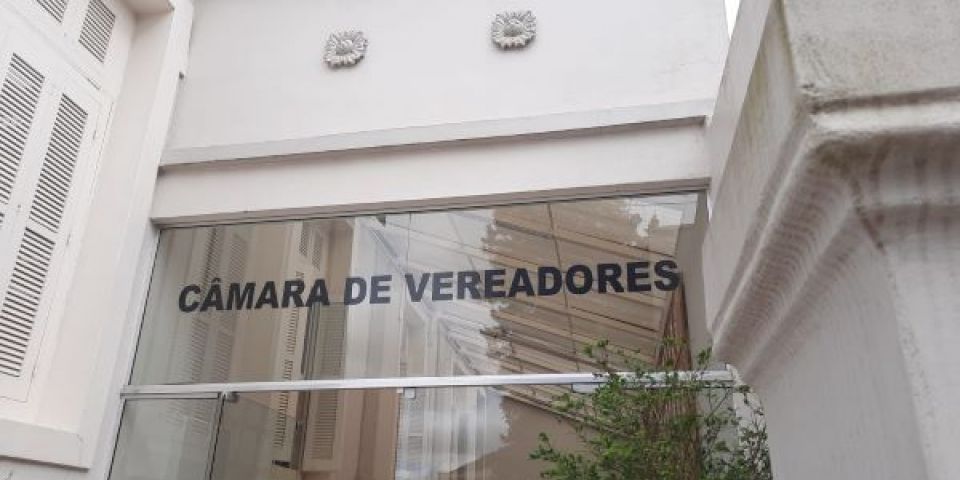 CÂMARA DE VEREADORES